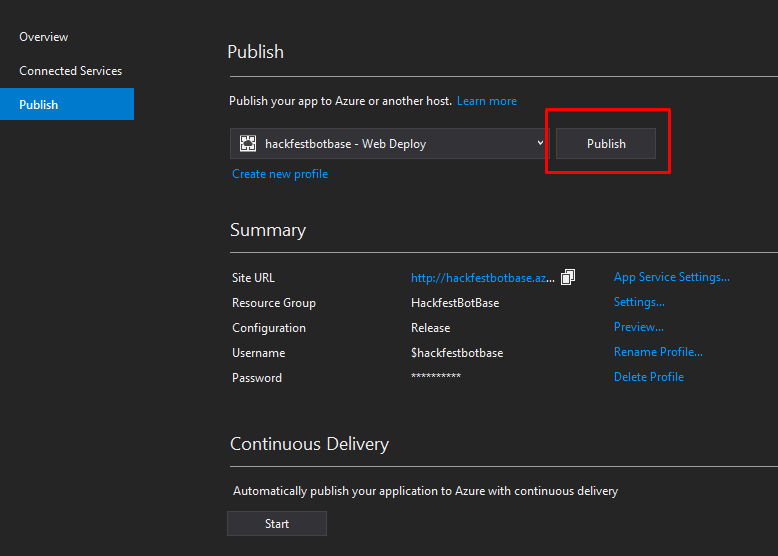 Overview
Connected Services
Publish
Publish
Publish your app to Azure or another host. Learn more
hackfestbotbase - Web Deploy
Publish
Create new profile
Summary
Site URL http://hackfestbotbase.az... App Service Settings...
Resource Group HackfestBotBase Settings...
Configuration Release Preview...
Username $hackfestbotbase Rename Profile...
Password ********** Delete Profile
Continuous Delivery
Automatically publish your application to Azure with continuous delivery
Start